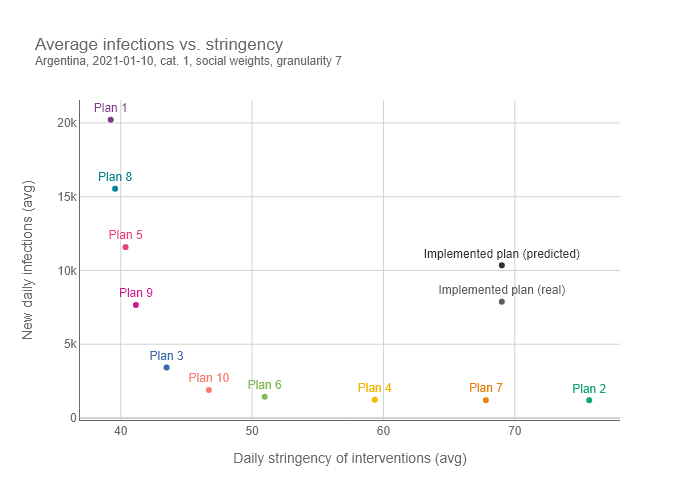 Average infections vs. stringency
Argentina, 2021-01-10, cat. 1, social weights, granularity 7
New daily infections (avg)
20k
15k
10k
5k
0
Plan 1
Plan 8
Plan 5
Implemented plan (predicted)
Plan 9
Implemented plan (real)
Plan 3
Plan 10
Plan 6
Plan 4
Plan 7
Plan 2
40
50
60
70
Daily stringency of interventions (avg)